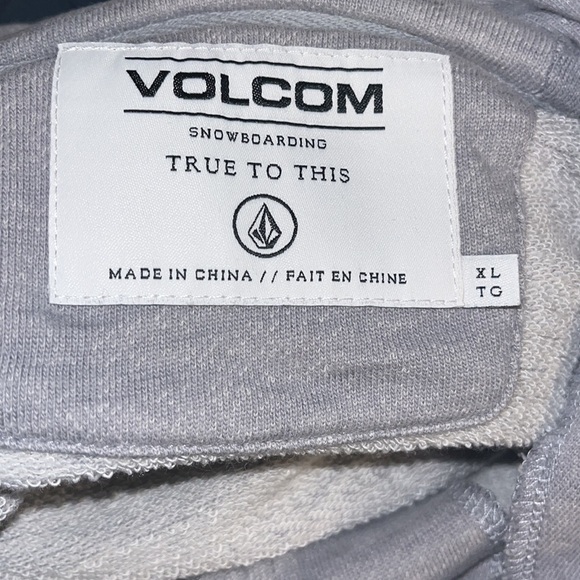 VOLCOM
SNOWBOARDING
TRUE TO THIS
MADE IN CHINA // FAIT EN CHINE
XL
TG